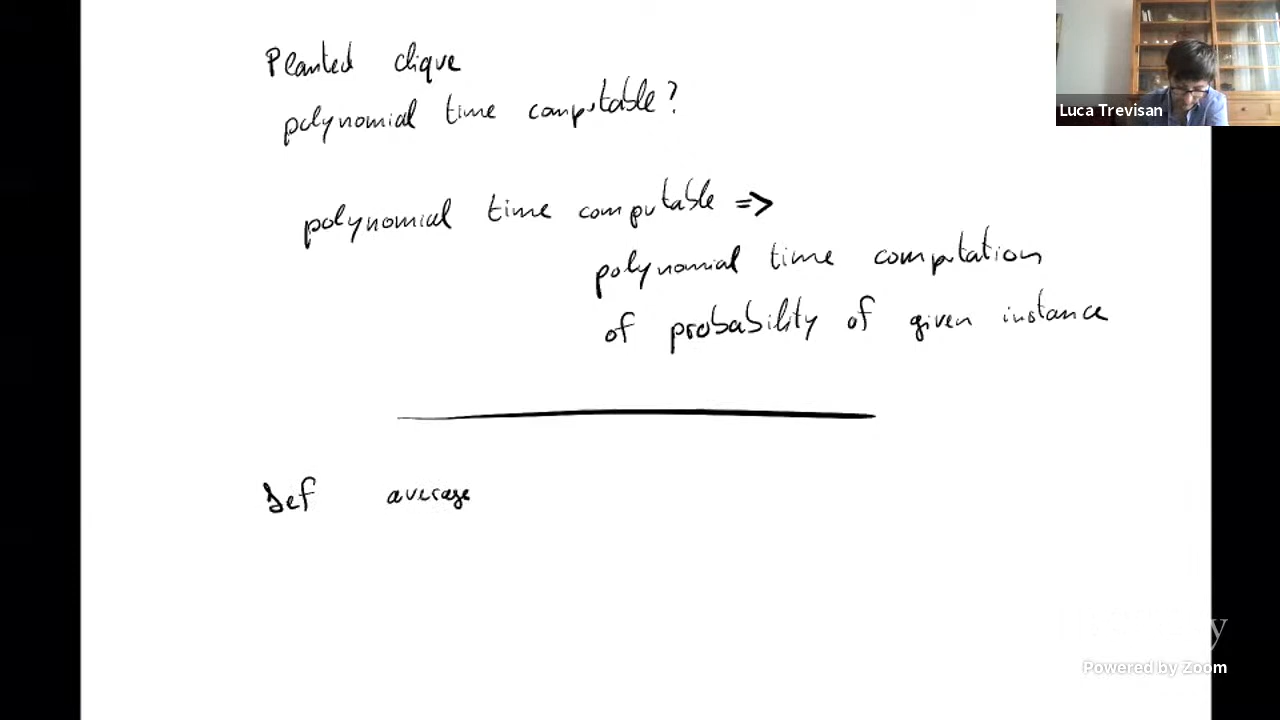 Planted clique
polynomial time computable?
polynomial time computable =>
polynomial time computation
of probability of given instance
Def average
Luca Trevisan
y
Powered by Zoom